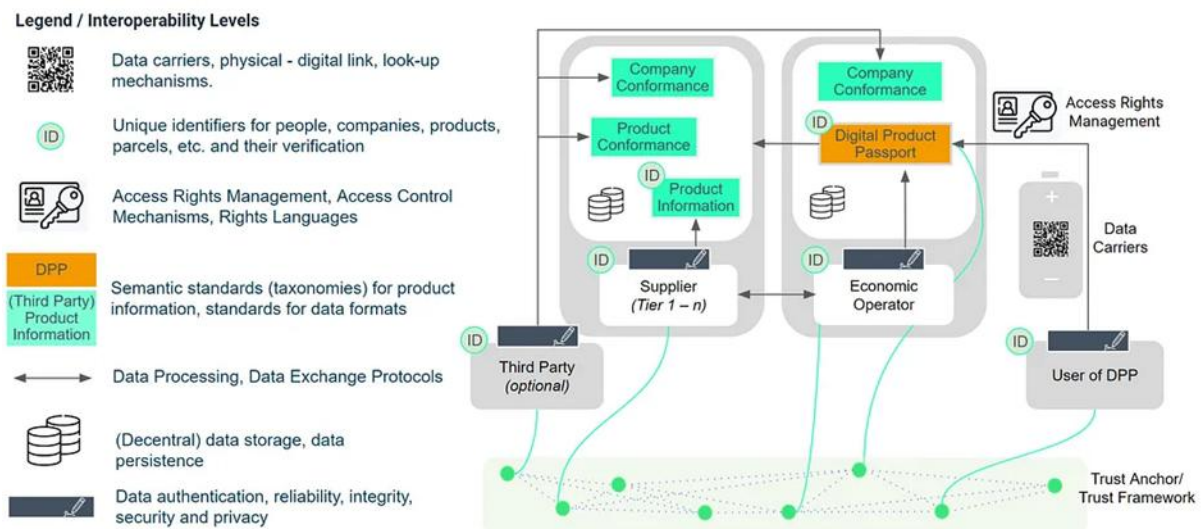 Legend / Interoperability Levels
Data carriers, physical - digital link, look-up
mechanisms.
ID
Unique identifiers for people, companies, products,
parcels, etc. and their verification
Access Rights Management, Access Control
Mechanisms, Rights Languages
DPP
(Third Party)
Product
Information
Semantic standards (taxonomies) for product
information, standards for data formats
Data Processing, Data Exchange Protocols
(Decentral) data storage, data
persistence
Data authentication, reliability, integrity,
security and privacy
Company
Conformance
Product
Conformance
ID
Product
Information
ID
Supplier
(Tier 1 – n)
Company
Conformance
ID
Digital Product
Passport
ID
Economic
Operator
Access Rights
Management
+
–
Data
Carriers
ID
Third Party
(optional)
ID
User of DPP
Trust Anchor/
Trust Framework